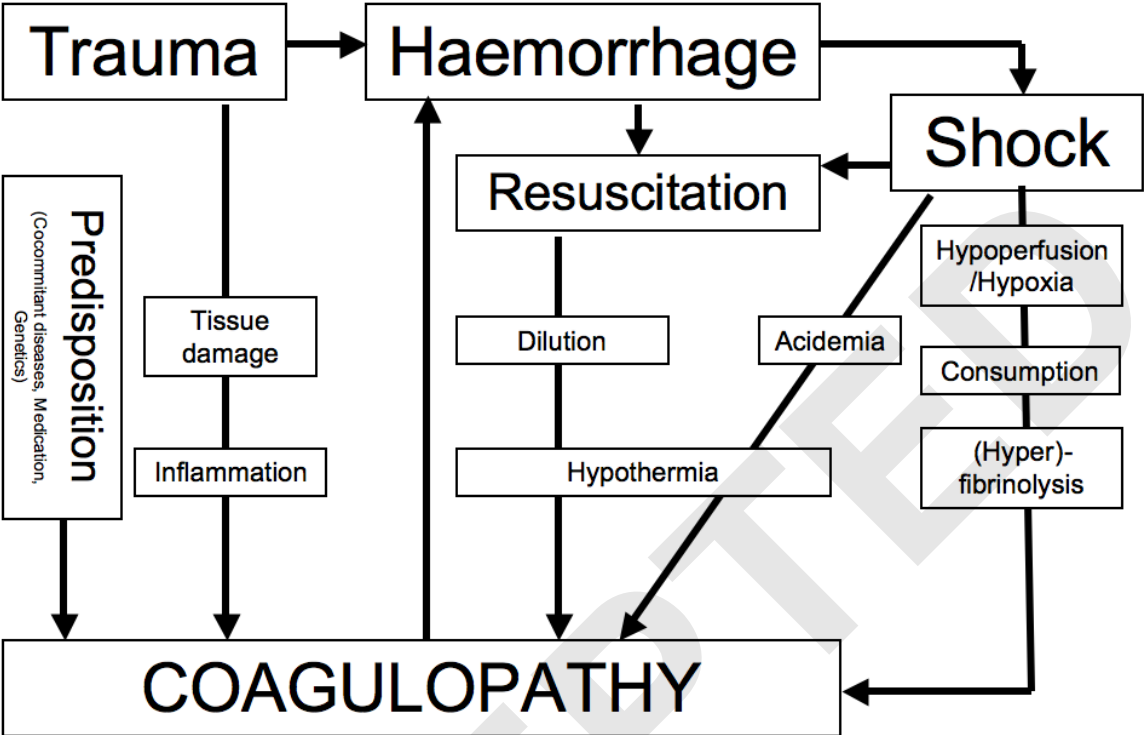 Trauma
Haemorrhage
Shock
Resuscitation
Predisposition
(Cocommitant diseases, Medication,
Genetics)
Hypoperfusion
/Hypoxia
Tissue
damage
Dilution
Acidemia
Consumption
Inflammation
Hypothermia
(Hyper)-
fibrinolysis
COAGULOPATHY